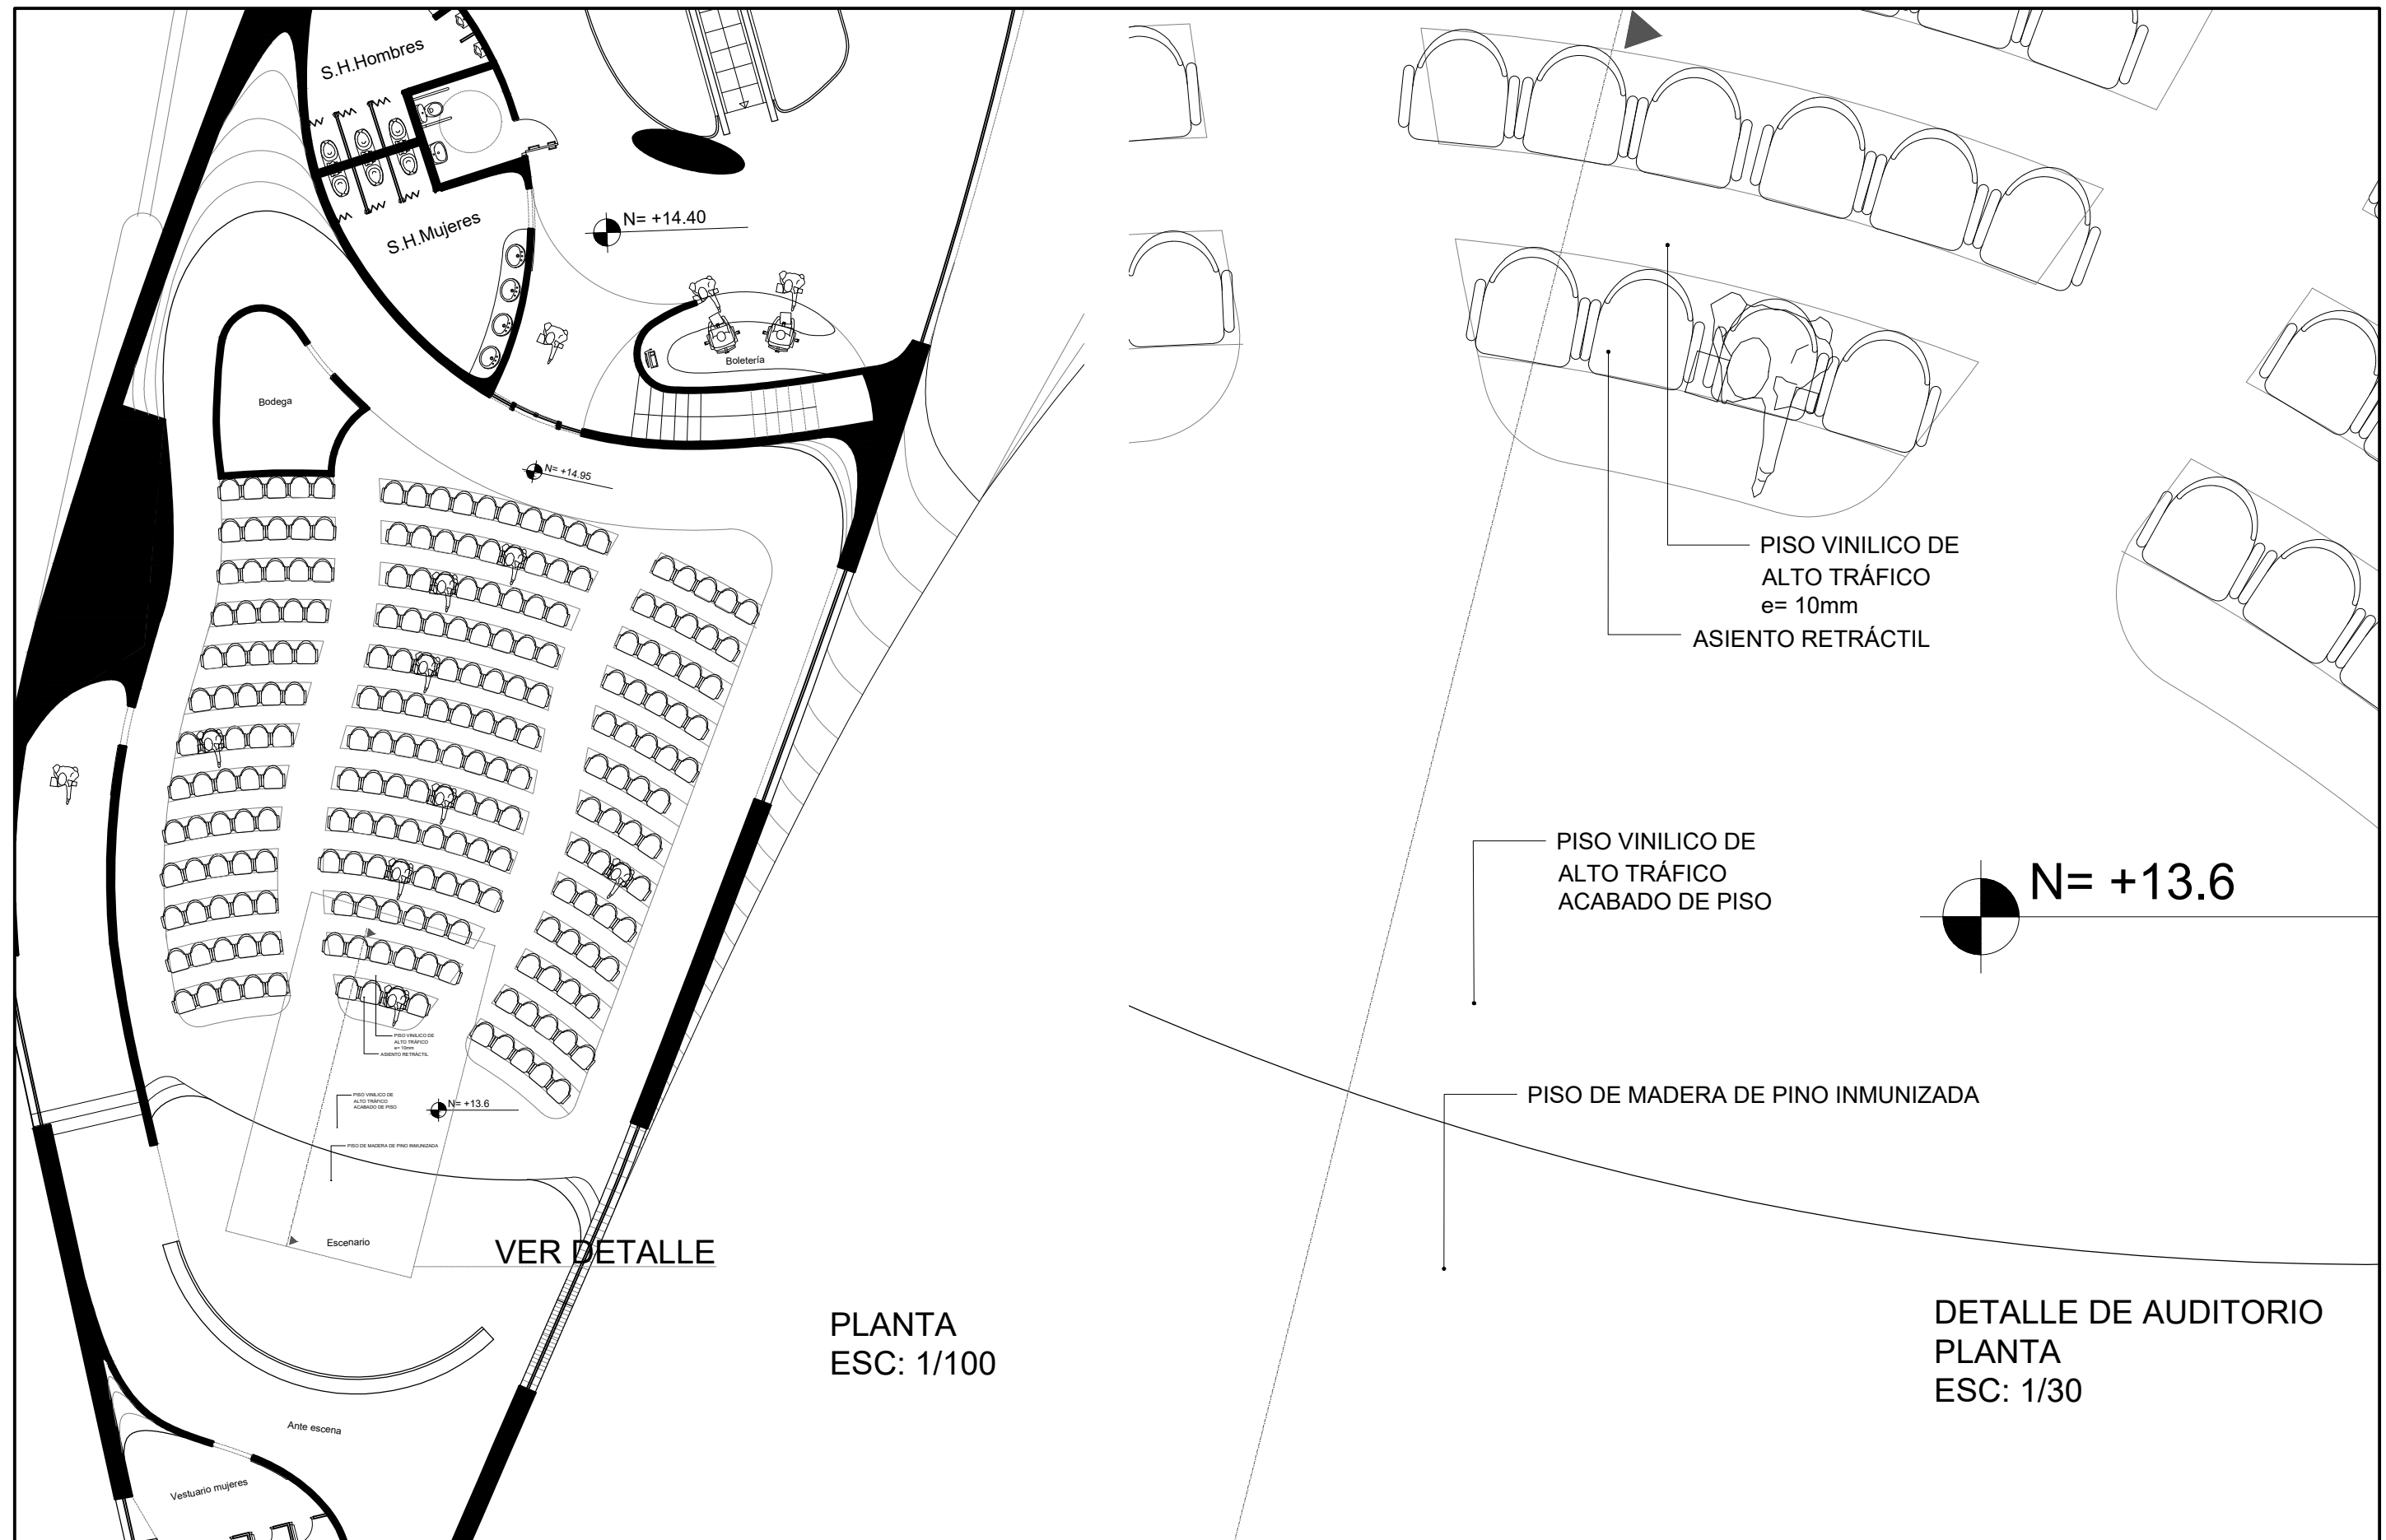 S.H.Hombres
S.H.Mujeres
N= +14.40
Boletería
Bodega
N= +14.95
PISO VINILICO DE
ALTO TRÁFICO
e= 10mm
ASIENTO RETRÁCTIL
PISO VINILICO DE
ALTO TRÁFICO
ACABADO DE PISO
N= +13.6
PISO DE MADERA DE PINO INMUNIZADA
Escenario
VER DETALLE
PLANTA
ESC: 1/100
Ante escena
Vestuario mujeres
PISO VINILICO DE
ALTO TRÁFICO
e= 10mm
ASIENTO RETRÁCTIL
PISO VINILICO DE
ALTO TRÁFICO
ACABADO DE PISO
N= +13.6
PISO DE MADERA DE PINO INMUNIZADA
DETALLE DE AUDITORIO
PLANTA
ESC: 1/30